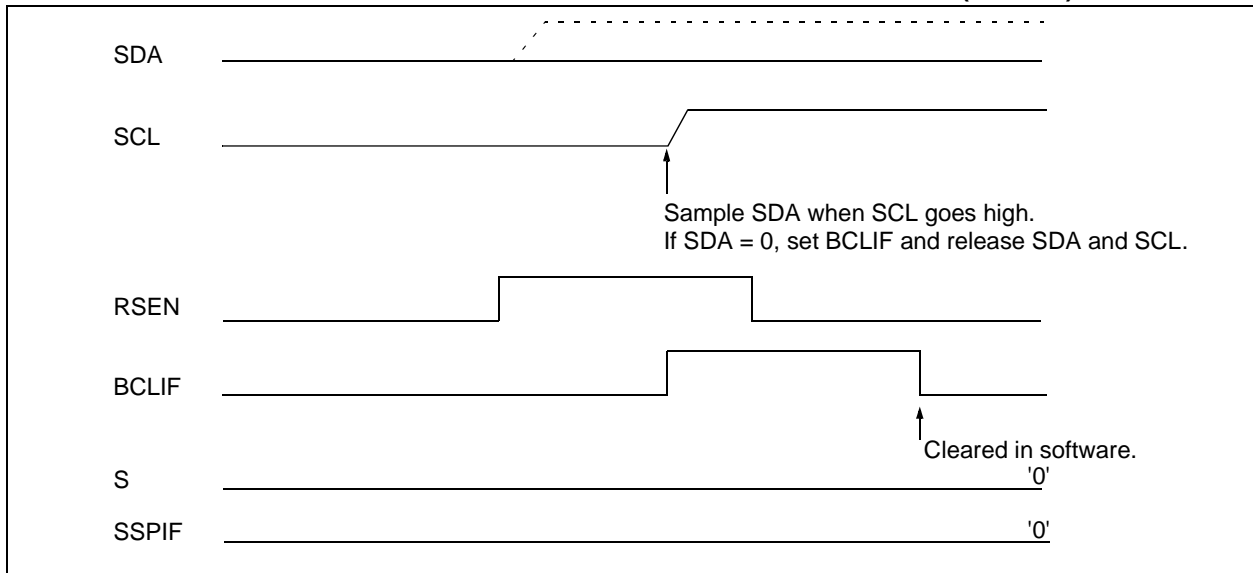 SDA
SCL
Sample SDA when SCL goes high.
If SDA = 0, set BCLIF and release SDA and SCL.
RSEN
BCLIF
Cleared in software.
S
'0'
SSPIF
'0'